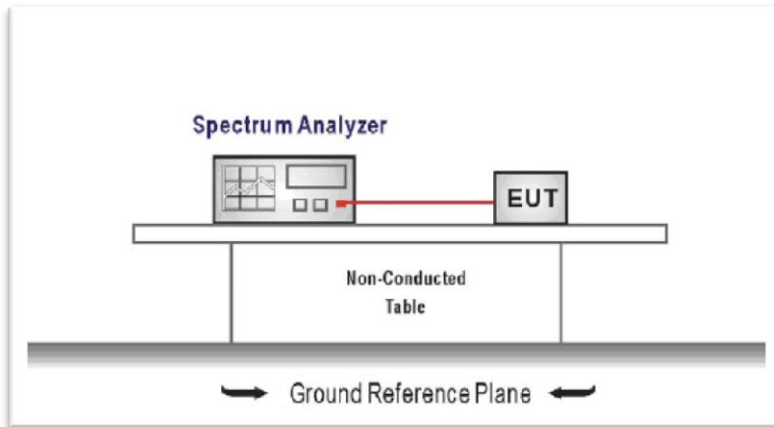 Spectrum Analyzer
EUT
Non-Conducted
Table
Ground Reference Plane